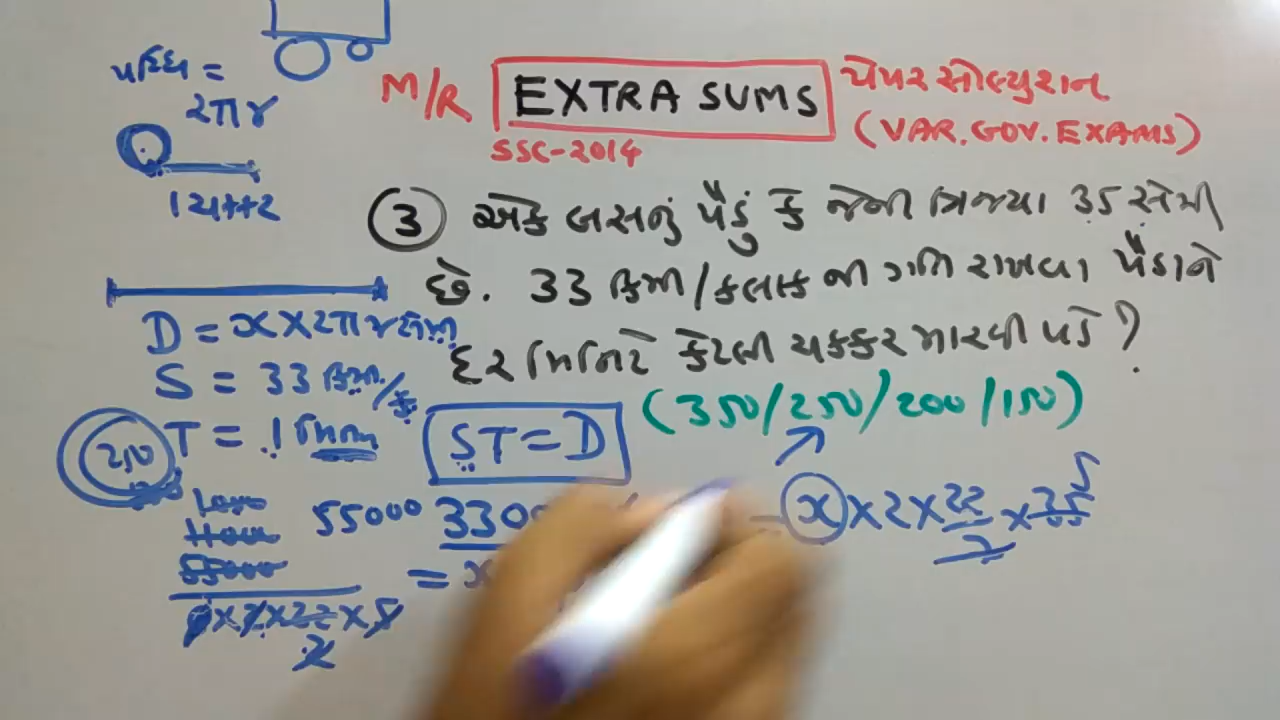 પરિઘ =
2πr
1 ચક્કર
M/R
EXTRA SUMS
SSC-2014
પેપર સોલ્યુશન
(VAR. GOV. EXAMS)
3 એક બસનું પૈડું કે જેની ત્રિજ્યા 35 સેમી
છે. 33 કિમી/કલાક ની ગતિ રાખવા પૈડાને
દર મિનિટે કેટલી ચક્કર મારવી પડે?
(350/250/200/150)
D = x × 2πr સેમી.
S = 33 કિમી./ક.
T = 1 મિનિટ
ST = D
250
55000
x × 2 × 22/7 × 35 5